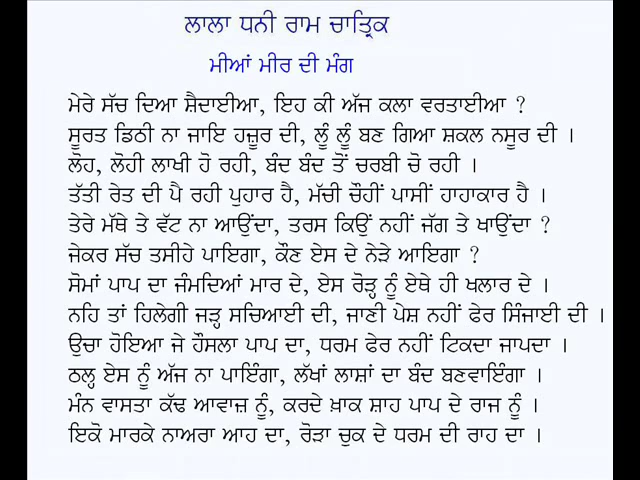 ਲਾਲਾ ਧਨੀ ਰਾਮ ਚਾਤ੍ਰਿਕ
ਮੀਆਂ ਮੀਰ ਦੀ ਮੰਗ
ਮੇਰੇ ਸੱਚ ਦਿਆ ਸ਼ੈਦਾਈਆ, ਇਹ ਕੀ ਅੱਜ ਕਲਾ ਵਰਤਾਈਆ ?
ਸੂਰਤ ਡਿਠੀ ਨਾ ਜਾਇ ਹਜ਼ੂਰ ਦੀ, ਲੂੰ ਲੂੰ ਬਣ ਗਿਆ ਸ਼ਕਲ ਨਸੂਰ ਦੀ ।
ਲੋਹ, ਲੋਹੀ ਲਾਖੀ ਹੋ ਰਹੀ, ਬੰਦ ਬੰਦ ਤੋਂ ਚਰਬੀ ਚੋ ਰਹੀ ।
ਤੱਤੀ ਰੇਤ ਦੀ ਪੈ ਰਹੀ ਪੁਹਾਰ ਹੈ, ਮੱਚੀ ਚੌਹੀਂ ਪਾਸੀਂ ਹਾਹਾਕਾਰ ਹੈ ।
ਤੇਰੇ ਮੱਥੇ ਤੇ ਵੱਟ ਨਾ ਆਉਂਦਾ, ਤਰਸ ਕਿਉਂ ਨਹੀਂ ਜੱਗ ਤੇ ਖਾਉਂਦਾ ?
ਜੇਕਰ ਸੱਚ ਤਸੀਹੇ ਪਾਇਗਾ, ਕੌਣ ਏਸ ਦੇ ਨੇੜੇ ਆਇਗਾ ?
ਸੋਮਾਂ ਪਾਪ ਦਾ ਜੰਮਦਿਆਂ ਮਾਰ ਦੇ, ਏਸ ਰੋੜ੍ਹ ਨੂੰ ਏਥੇ ਹੀ ਖਲਾਰ ਦੇ ।
ਨਹਿ ਤਾਂ ਹਿਲੇਗੀ ਜੜ੍ਹ ਸਚਿਆਈ ਦੀ, ਜਾਣੀ ਪੇਸ਼ ਨਹੀਂ ਫੇਰ ਸਿੰਜਾਈ ਦੀ ।
ਉਚਾ ਹੋਇਆ ਜੇ ਹੌਸਲਾ ਪਾਪ ਦਾ, ਧਰਮ ਫੇਰ ਨਹੀਂ ਟਿਕਦਾ ਜਾਪਦਾ ।
ਠਲ੍ਹ ਏਸ ਨੂੰ ਅੱਜ ਨਾ ਪਾਇੰਗਾ, ਲੱਖਾਂ ਲਾਸ਼ਾਂ ਦਾ ਬੰਦ ਬਣਵਾਇੰਗਾ ।
ਮੰਨ ਵਾਸਤਾ ਕੱਢ ਆਵਾਜ਼ ਨੂੰ, ਕਰਦੇ ਖ਼ਾਕ ਸ਼ਾਹ ਪਾਪ ਦੇ ਰਾਜ ਨੂੰ ।
ਇਕੋ ਮਾਰਕੇ ਨਾਅਰਾ ਆਹ ਦਾ, ਰੋੜਾ ਚੁਕ ਦੇ ਧਰਮ ਦੀ ਰਾਹ ਦਾ ।